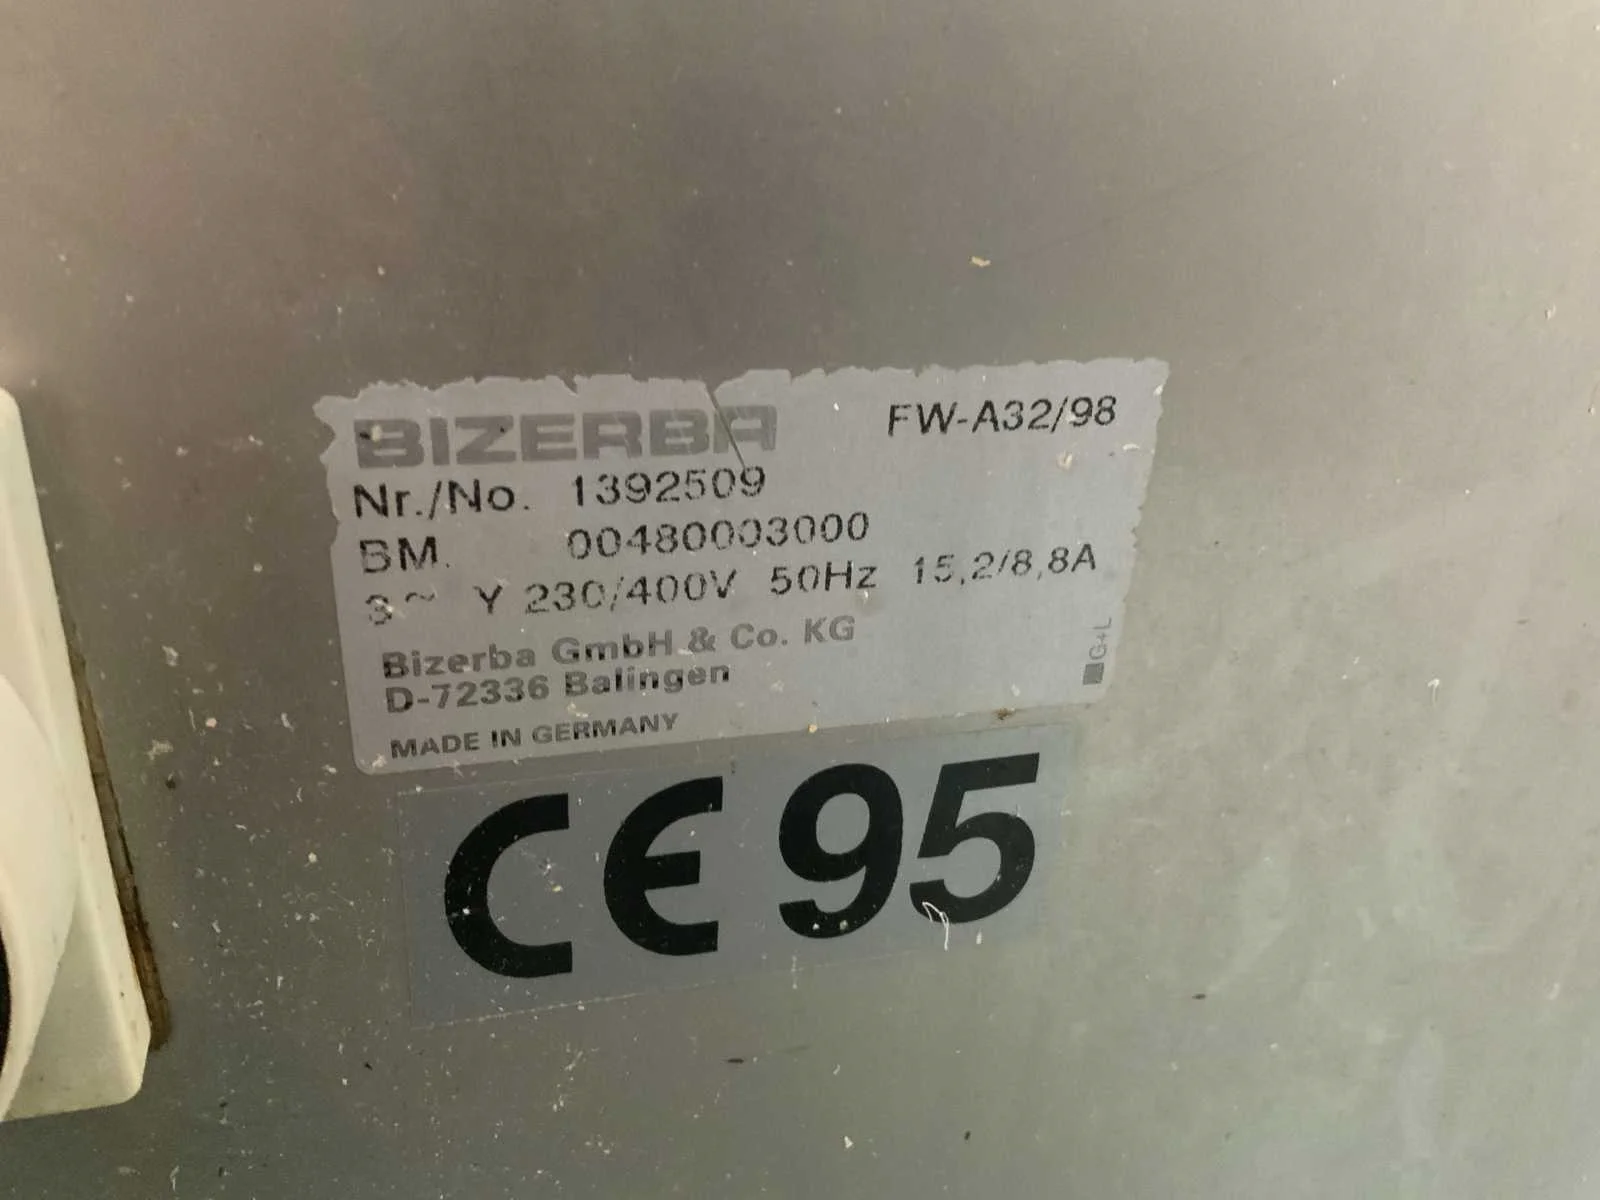 BIZERBA FW-A32/98
Nr./No. 1392509
BM. 00480003000
3~ Y 230/400V 50Hz 15,2/8,8A
Bizerba GmbH & Co. KG
D-72336 Balingen
MADE IN GERMANY
G+L
CE 95